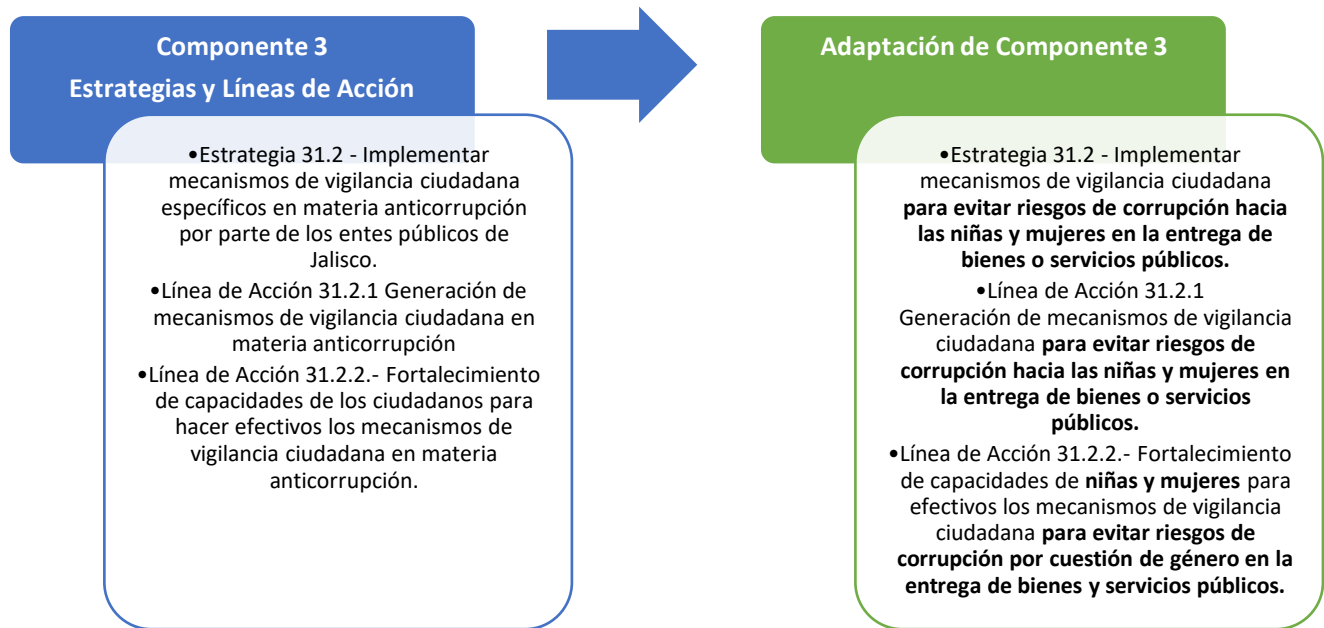 Componente 3
Estrategias y Líneas de Acción
•Estrategia 31.2 - Implementar
mecanismos de vigilancia ciudadana
específicos en materia anticorrupción
por parte de los entes públicos de
Jalisco.
•Línea de Acción 31.2.1 Generación de
mecanismos de vigilancia ciudadana en
materia anticorrupción
•Línea de Acción 31.2.2.- Fortalecimiento
de capacidades de los ciudadanos para
hacer efectivos los mecanismos de
vigilancia ciudadana en materia
anticorrupción.
Adaptación de Componente 3
•Estrategia 31.2 - Implementar
mecanismos de vigilancia ciudadana
para evitar riesgos de corrupción hacia
las niñas y mujeres en la entrega de
bienes o servicios públicos.
•Línea de Acción 31.2.1
Generación de mecanismos de vigilancia
ciudadana para evitar riesgos de
corrupción hacia las niñas y mujeres en
la entrega de bienes o servicios
públicos.
•Línea de Acción 31.2.2.- Fortalecimiento
de capacidades de niñas y mujeres para
efectivos los mecanismos de vigilancia
ciudadana para evitar riesgos de
corrupción por cuestión de género en la
entrega de bienes y servicios públicos.